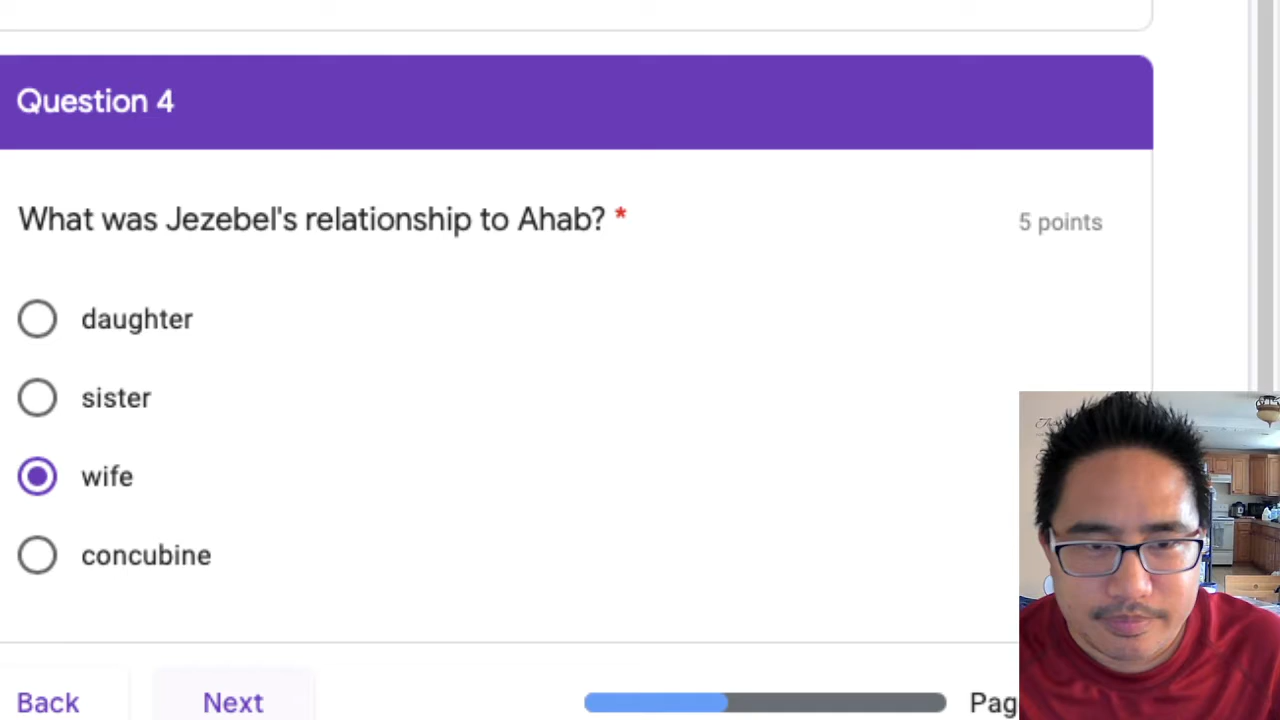 Question 4
What was Jezebel's relationship to Ahab? *
5 points
daughter
sister
wife
concubine
Back
Next
Pag